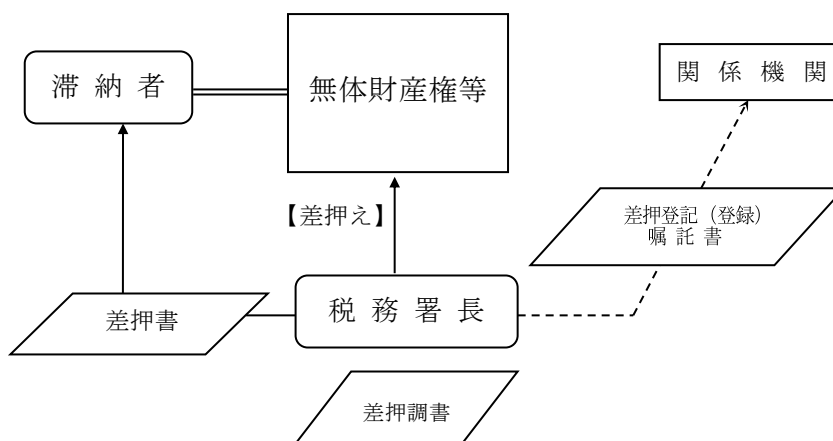 滞納者
無体財産権等
関係機関
【差押え】
差押登記（登録）
嘱託書
差押書
税務署長
差押調書